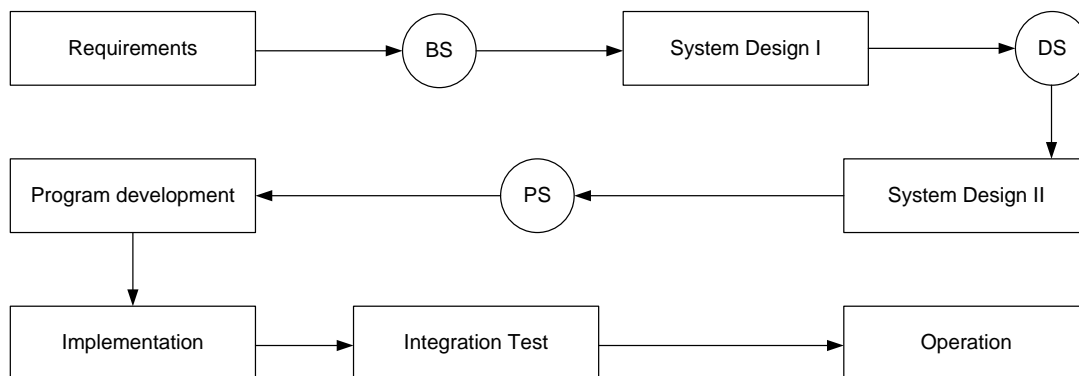 Requirements
BS
System Design I
DS
Program development
PS
System Design II
Implementation
Integration Test
Operation